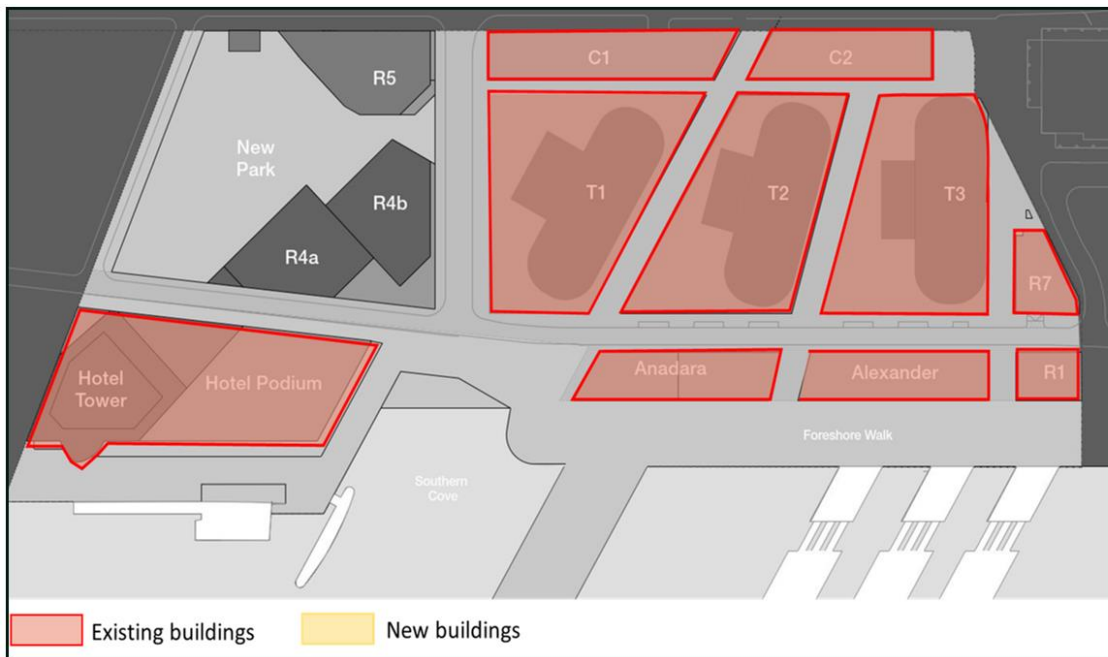 C1
C2
R5
New
Park
T1
T2
T3
R4b
R4a
R7
Hotel
Tower
Hotel Podium
Anadara
Alexander
R1
Foreshore Walk
Southern
Cove
Existing buildings
New buildings